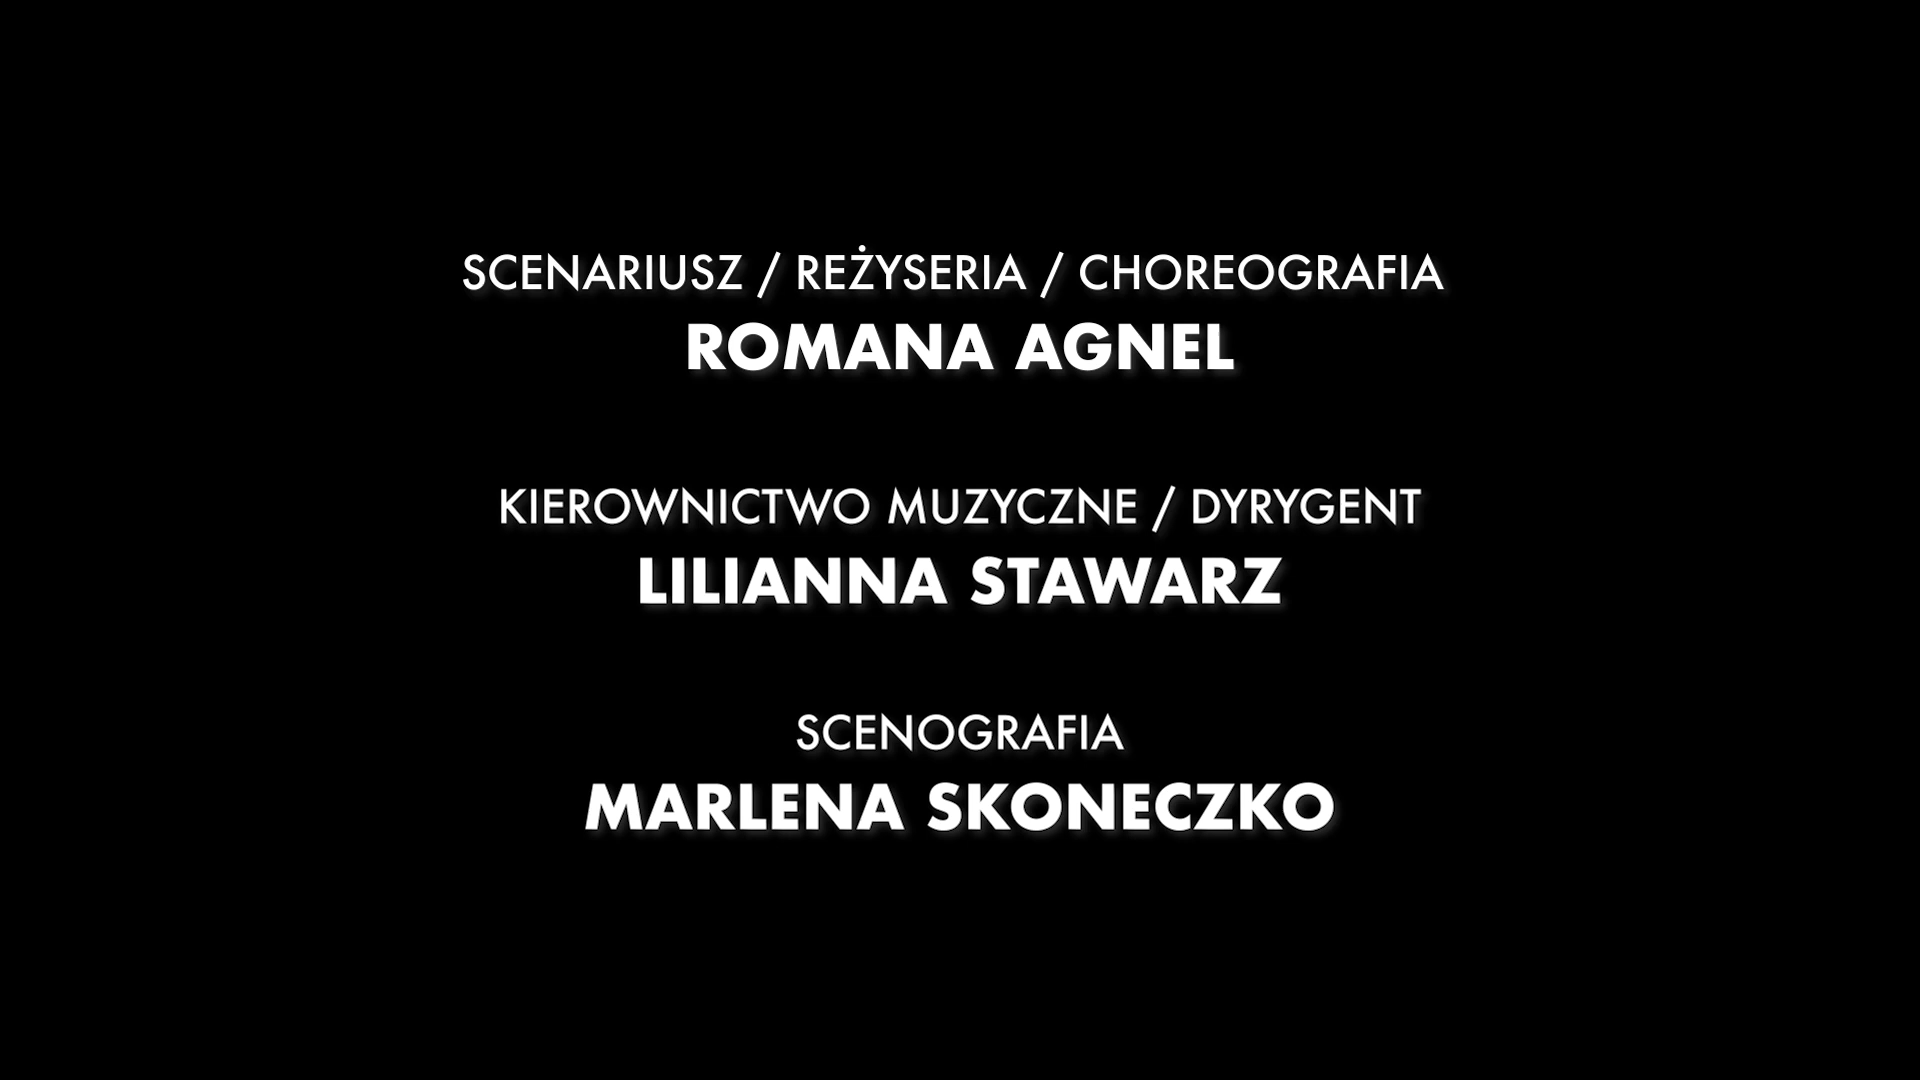 SCENARIUSZ / REŻYSERIA / CHOREOGRAFIA
ROMANA AGNEL
KIEROWNICTWO MUZYCZNE / DYRYGENT
LILIANNA STAWARZ
SCENOGRAFIA
MARLENA SKONECZKO